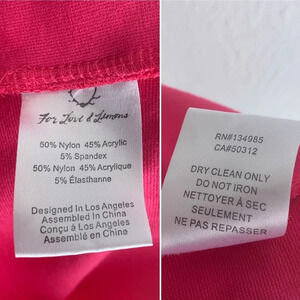 For Love & Lemons
50% Nylon 45% Acrylic
5% Spandex
50% Nylon 45% Acrylique
5% Élasthanne
Designed In Los Angeles
Assembled In China
Conçu à Los Angeles
Assemblé en Chine
RN#134985
CA#50312
DRY CLEAN ONLY
DO NOT IRON
NETTOYER À SEC
SEULEMENT
NE PAS REPASSER